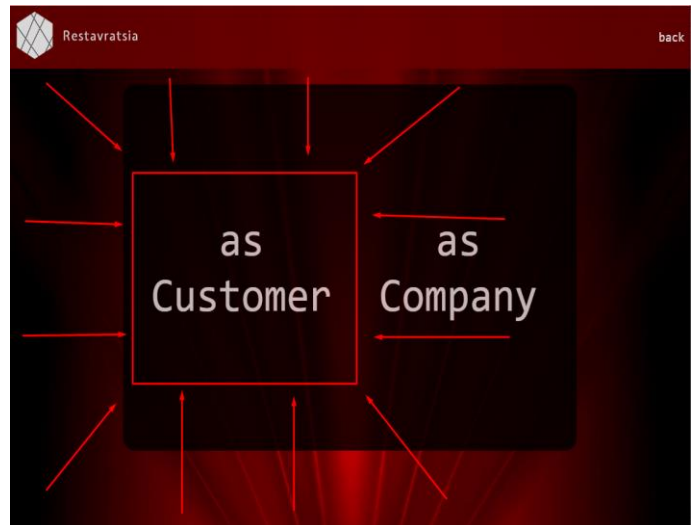 Restavratsia
back
as
Customer
as
Company